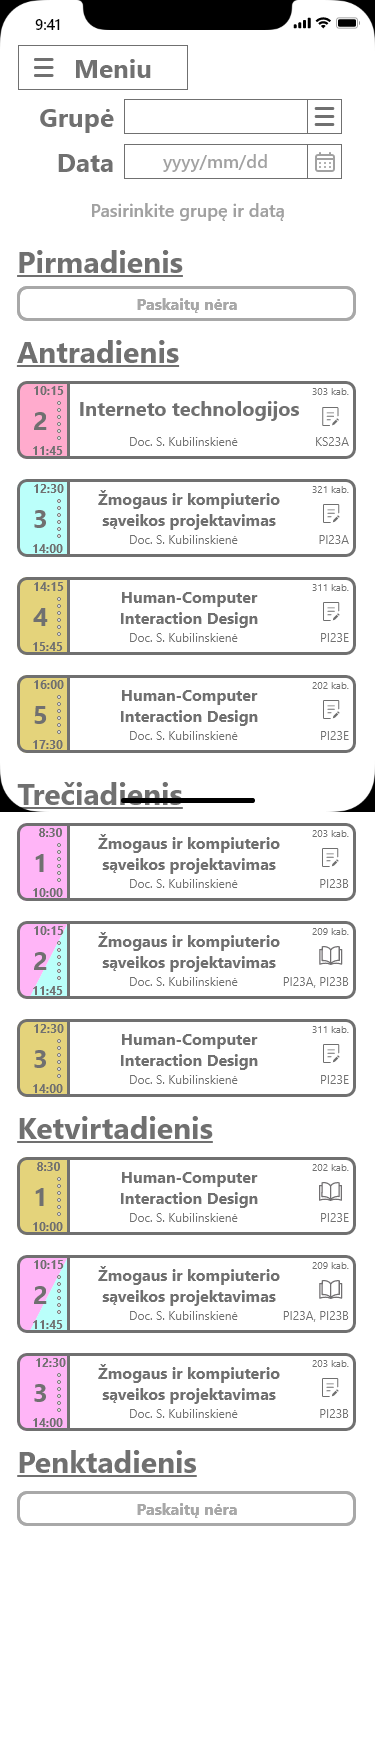 9:41
Meniu
Grupė
Data
yyyy/mm/dd
Pasirinkite grupę ir datą
Pirmadienis
Paskaitų nėra
Antradienis
10:15
2
11:45
Interneto technologijos
Doc. S. Kubilinskienė
303 kab.
KS23A
12:30
3
14:00
Žmogaus ir kompiuterio
sąveikos projektavimas
Doc. S. Kubilinskienė
321 kab.
PI23A
14:15
4
15:45
Human-Computer
Interaction Design
Doc. S. Kubilinskienė
311 kab.
PI23E
16:00
5
17:30
Human-Computer
Interaction Design
Doc. S. Kubilinskienė
202 kab.
PI23E
Trečiadienis
8:30
1
10:00
Žmogaus ir kompiuterio
sąveikos projektavimas
Doc. S. Kubilinskienė
203 kab.
PI23B
10:15
2
11:45
Žmogaus ir kompiuterio
sąveikos projektavimas
Doc. S. Kubilinskienė
209 kab.
PI23A, PI23B
12:30
3
14:00
Human-Computer
Interaction Design
Doc. S. Kubilinskienė
311 kab.
PI23E
Ketvirtadienis
8:30
1
10:00
Human-Computer
Interaction Design
Doc. S. Kubilinskienė
202 kab.
PI23E
10:15
2
11:45
Žmogaus ir kompiuterio
sąveikos projektavimas
Doc. S. Kubilinskienė
209 kab.
PI23A, PI23B
12:30
3
14:00
Žmogaus ir kompiuterio
sąveikos projektavimas
Doc. S. Kubilinskienė
203 kab.
PI23B
Penktadienis
Paskaitų nėra